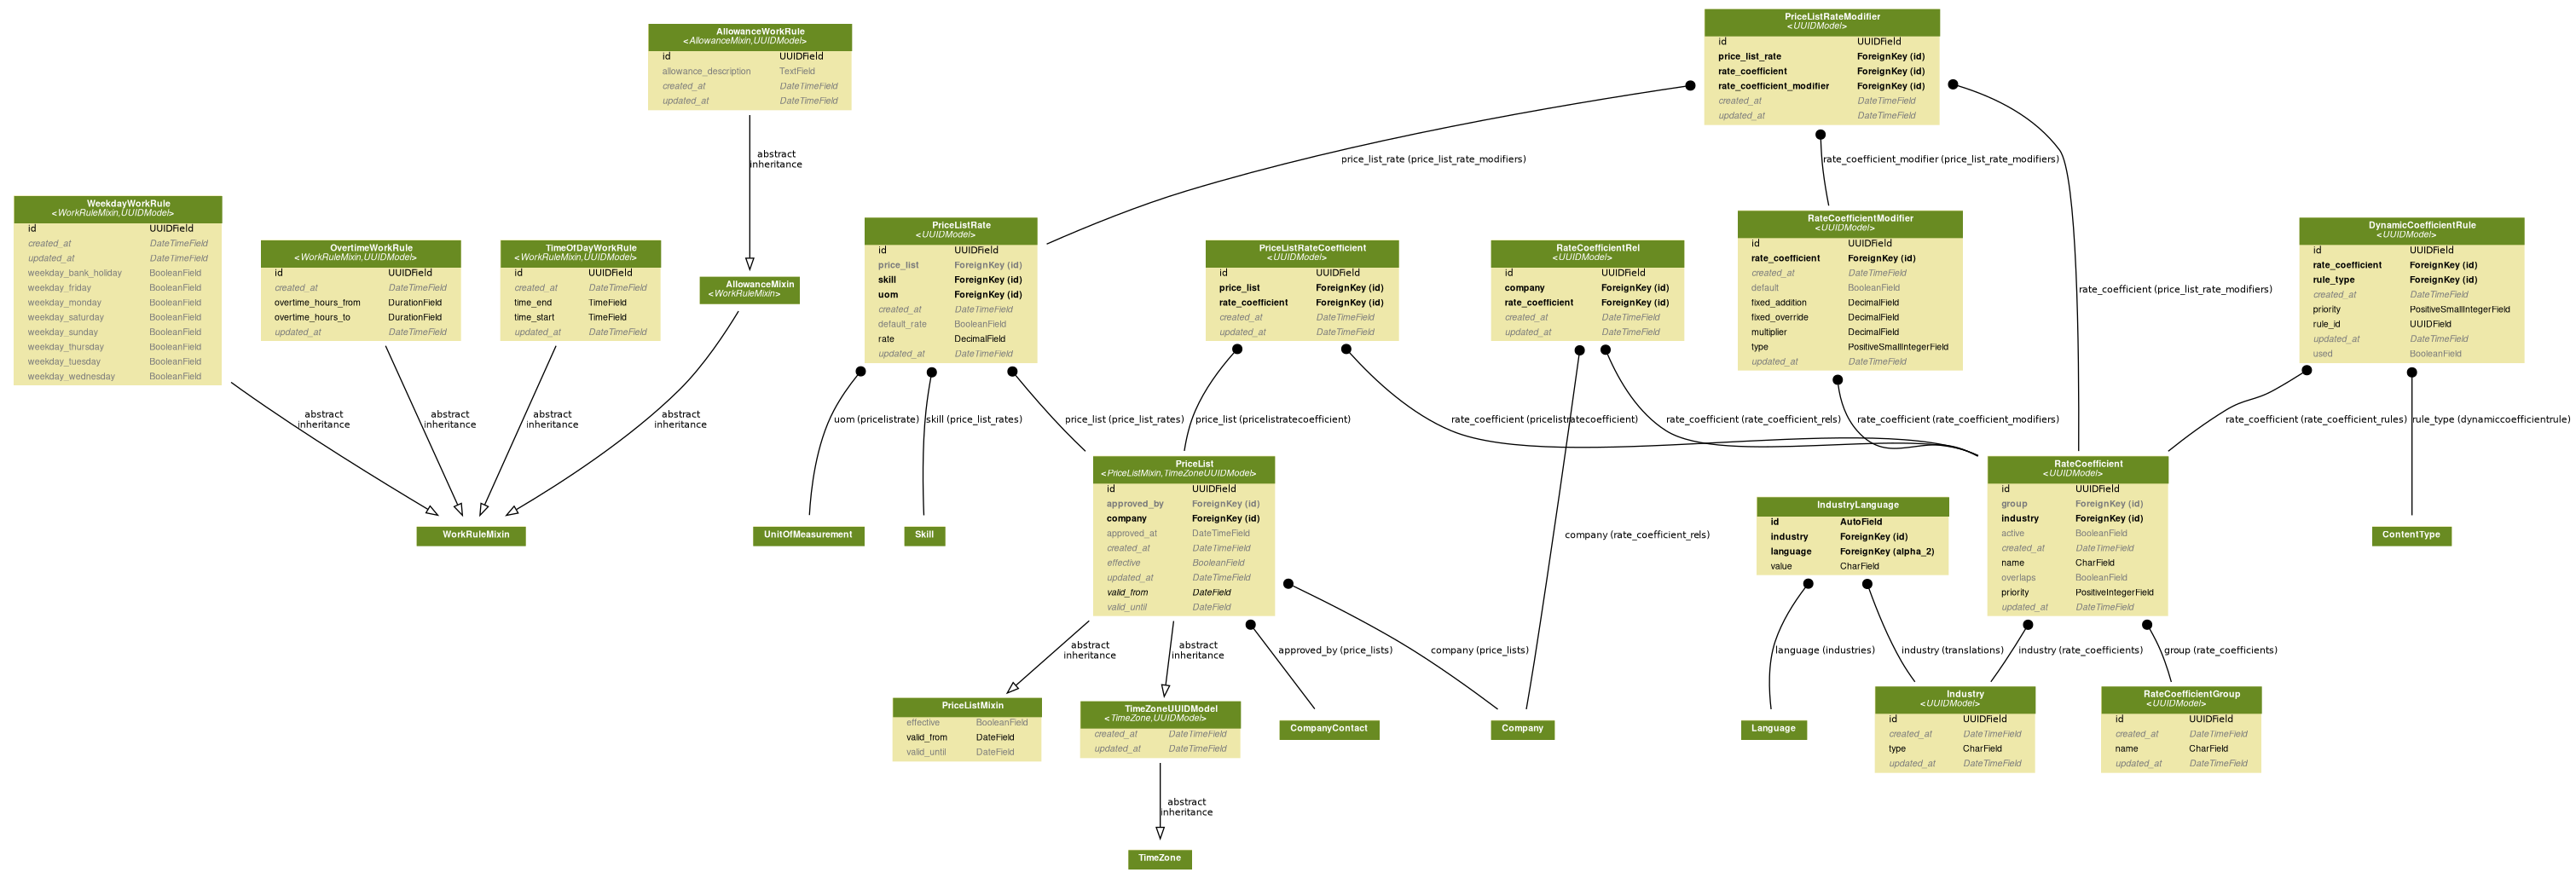 PriceListRateModifier
<UUIDModel>
id UUIDField
price_list_rate ForeignKey (id)
rate_coefficient ForeignKey (id)
rate_coefficient_modifier ForeignKey (id)
created_at DateTimeField
updated_at DateTimeField
AllowanceWorkRule
<AllowanceMixin,UUIDModel>
id UUIDField
allowance_description TextField
created_at DateTimeField
updated_at DateTimeField
abstract
inheritance
price_list_rate (price_list_rate_modifiers)
rate_coefficient_modifier (price_list_rate_modifiers)
rate_coefficient (price_list_rate_modifiers)
WeekdayWorkRule
<WorkRuleMixin,UUIDModel>
id UUIDField
created_at DateTimeField
updated_at DateTimeField
weekday_bank_holiday BooleanField
weekday_friday BooleanField
weekday_monday BooleanField
weekday_saturday BooleanField
weekday_sunday BooleanField
weekday_thursday BooleanField
weekday_tuesday BooleanField
weekday_wednesday BooleanField
OvertimeWorkRule
<WorkRuleMixin,UUIDModel>
id UUIDField
created_at DateTimeField
overtime_hours_from DurationField
overtime_hours_to DurationField
updated_at DateTimeField
TimeOfDayWorkRule
<WorkRuleMixin,UUIDModel>
id UUIDField
created_at DateTimeField
time_end TimeField
time_start TimeField
updated_at DateTimeField
AllowanceMixin
<WorkRuleMixin>
PriceListRate
<UUIDModel>
id UUIDField
price_list ForeignKey (id)
skill ForeignKey (id)
uom ForeignKey (id)
created_at DateTimeField
default_rate BooleanField
rate DecimalField
updated_at DateTimeField
PriceListRateCoefficient
<UUIDModel>
id UUIDField
price_list ForeignKey (id)
rate_coefficient ForeignKey (id)
created_at DateTimeField
updated_at DateTimeField
RateCoefficientRel
<UUIDModel>
id UUIDField
company ForeignKey (id)
rate_coefficient ForeignKey (id)
created_at DateTimeField
updated_at DateTimeField
RateCoefficientModifier
<UUIDModel>
id UUIDField
rate_coefficient ForeignKey (id)
created_at DateTimeField
default BooleanField
fixed_addition DecimalField
fixed_override DecimalField
multiplier DecimalField
type PositiveSmallIntegerField
updated_at DateTimeField
DynamicCoefficientRule
<UUIDModel>
id UUIDField
rate_coefficient ForeignKey (id)
rule_type ForeignKey (id)
created_at DateTimeField
priority PositiveSmallIntegerField
rule_id UUIDField
updated_at DateTimeField
used BooleanField
abstract
inheritance
abstract
inheritance
abstract
inheritance
abstract
inheritance
uom (pricelistrate)
skill (price_list_rates)
price_list (price_list_rates)
price_list (pricelistratecoefficient)
rate_coefficient (pricelistratecoefficient)
rate_coefficient (rate_coefficient_rels)
rate_coefficient (rate_coefficient_modifiers)
rate_coefficient (rate_coefficient_rules)
rule_type (dynamiccoefficientrule)
WorkRuleMixin
UnitOfMeasurement
Skill
PriceList
<PriceListMixin,TimeZoneUUIDModel>
id UUIDField
approved_by ForeignKey (id)
company ForeignKey (id)
approved_at DateTimeField
created_at DateTimeField
effective BooleanField
updated_at DateTimeField
valid_from DateField
valid_until DateField
company (rate_coefficient_rels)
IndustryLanguage
id AutoField
industry ForeignKey (id)
language ForeignKey (alpha_2)
value CharField
RateCoefficient
<UUIDModel>
id UUIDField
group ForeignKey (id)
industry ForeignKey (id)
active BooleanField
created_at DateTimeField
name CharField
overlaps BooleanField
priority PositiveIntegerField
updated_at DateTimeField
ContentType
abstract
inheritance
abstract
inheritance
approved_by (price_lists)
company (price_lists)
language (industries)
industry (translations)
industry (rate_coefficients)
group (rate_coefficients)
PriceListMixin
effective BooleanField
valid_from DateField
valid_until DateField
TimeZoneUUIDModel
<TimeZone,UUIDModel>
created_at DateTimeField
updated_at DateTimeField
CompanyContact
Company
Language
Industry
<UUIDModel>
id UUIDField
created_at DateTimeField
type CharField
updated_at DateTimeField
RateCoefficientGroup
<UUIDModel>
id UUIDField
created_at DateTimeField
name CharField
updated_at DateTimeField
abstract
inheritance
TimeZone